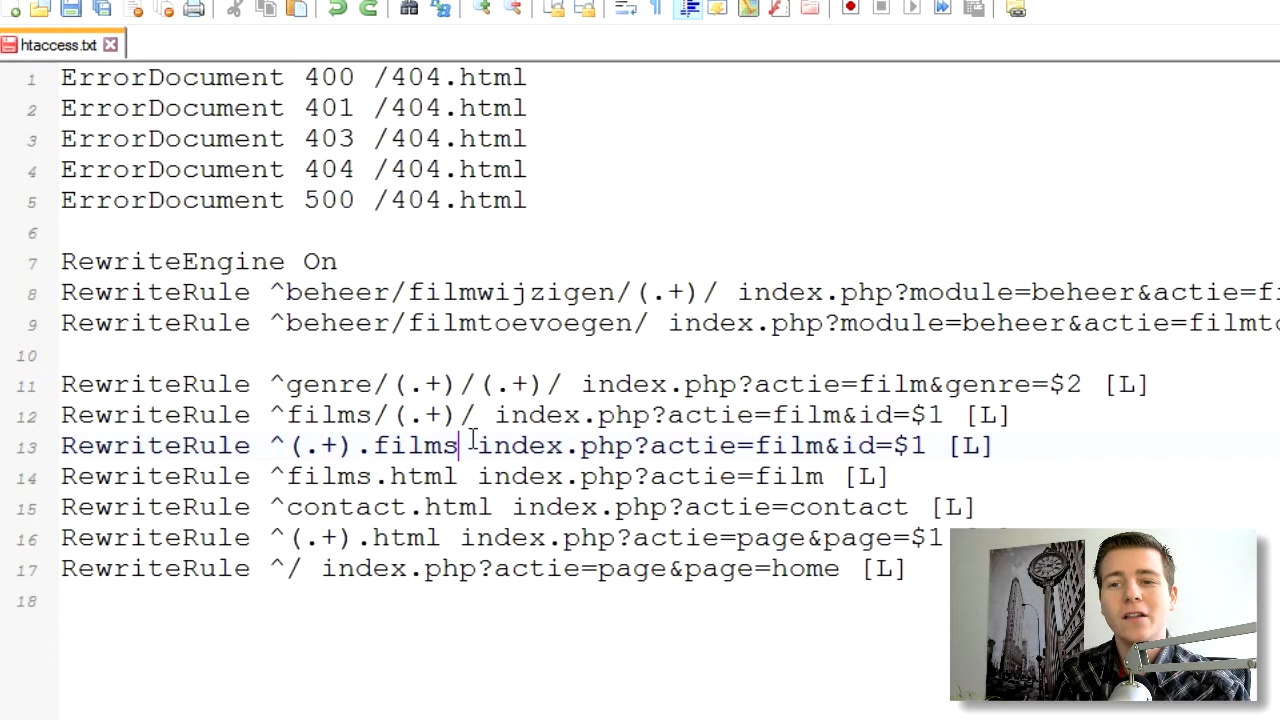 htaccess.txt
1 ErrorDocument 400 /404.html
2 ErrorDocument 401 /404.html
3 ErrorDocument 403 /404.html
4 ErrorDocument 404 /404.html
5 ErrorDocument 500 /404.html
6
7 RewriteEngine On
8 RewriteRule ^beheer/filmwijzigen/(.+)/ index.php?module=beheer&actie=fi
9 RewriteRule ^beheer/filmtoevoegen/ index.php?module=beheer&actie=filmto
10
11 RewriteRule ^genre/(.+)/(.+)/ index.php?actie=film&genre=$2 [L]
12 RewriteRule ^films/(.+)/ index.php?actie=film&id=$1 [L]
13 RewriteRule ^(.+).films index.php?actie=film&id=$1 [L]
14 RewriteRule ^films.html index.php?actie=film [L]
15 RewriteRule ^contact.html index.php?actie=contact [L]
16 RewriteRule ^(.+).html index.php?actie=page&page=$1
17 RewriteRule ^/ index.php?actie=page&page=home [L]
18